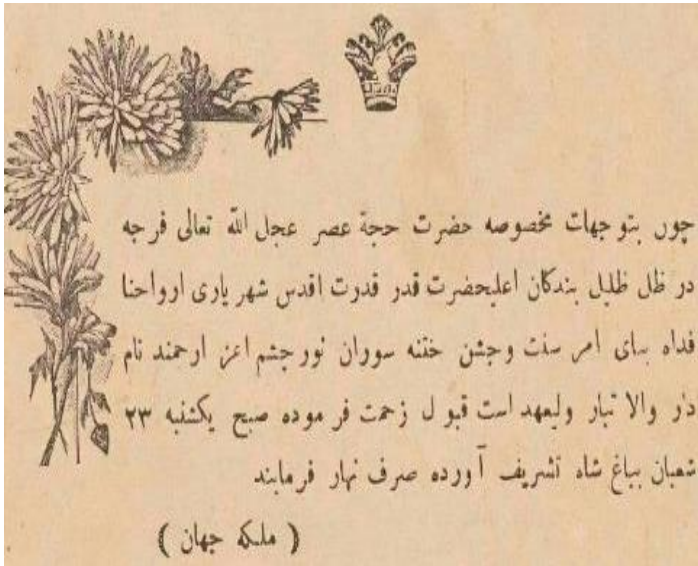 چون بتوجهات مخصوصه حضرت حجة عصر عجل الله تعالی فرجه
در ظل ظلیل بندکان اعلیحضرت قدر قدرت اقدس شهریاری ارواحنا
فداه بنای امر سنت وجشن ختنه سوران نور چشم اعز ارجمند نام
دار والا تبار ولیعهد است قبول زحمت فرموده صبح یکشنبه ۲۳
شعبان بباغ شاه تشریف آورده صرف نهار فرمایند
( ملکه جهان )